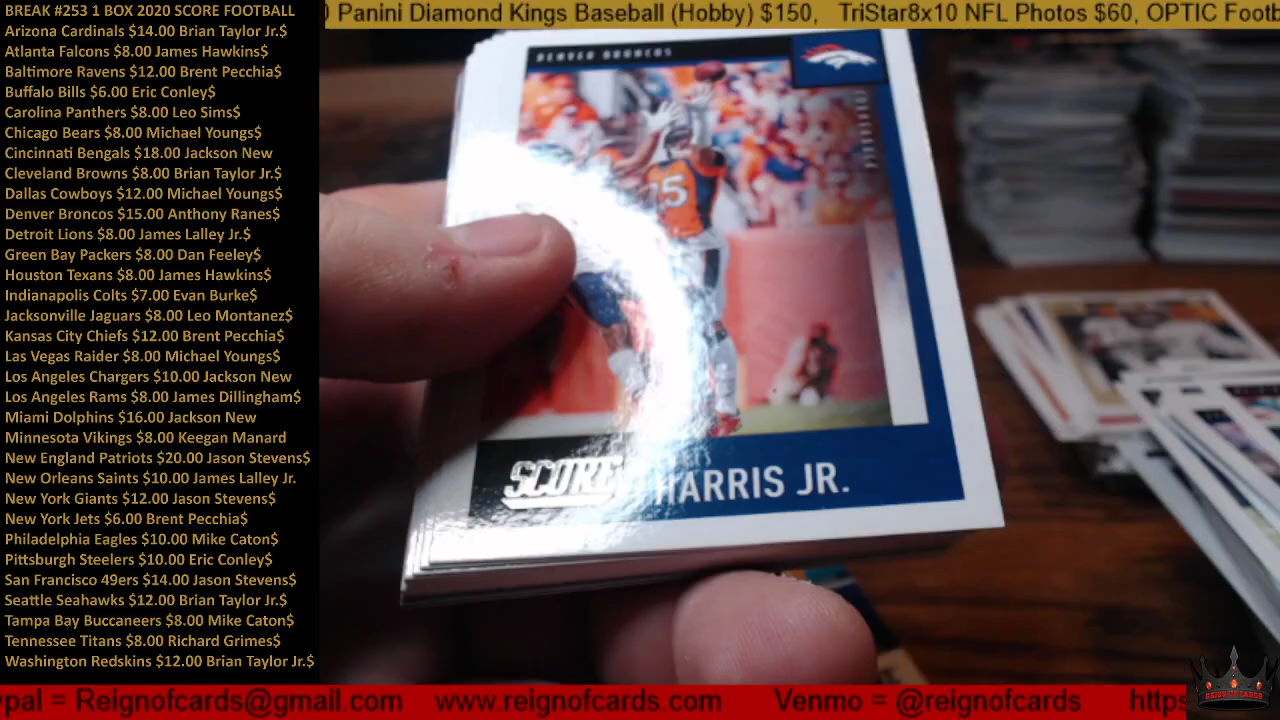 BREAK #253 1 BOX 2020 SCORE FOOTBALL
Arizona Cardinals $14.00 Brian Taylor Jr.$
Atlanta Falcons $8.00 James Hawkins$
Baltimore Ravens $12.00 Brent Pecchia$
Buffalo Bills $6.00 Eric Conley$
Carolina Panthers $8.00 Leo Sims$
Chicago Bears $8.00 Michael Youngs$
Cincinnati Bengals $18.00 Jackson New
Cleveland Browns $8.00 Brian Taylor Jr.$
Dallas Cowboys $12.00 Michael Youngs$
Denver Broncos $15.00 Anthony Ranes$
Detroit Lions $8.00 James Lalley Jr.$
Green Bay Packers $8.00 Dan Feeley$
Houston Texans $8.00 James Hawkins$
Indianapolis Colts $7.00 Evan Burke$
Jacksonville Jaguars $8.00 Leo Montanez$
Kansas City Chiefs $12.00 Brent Pecchia$
Las Vegas Raider $8.00 Michael Youngs$
Los Angeles Chargers $10.00 Jackson New
Los Angeles Rams $8.00 James Dillingham$
Miami Dolphins $16.00 Jackson New
Minnesota Vikings $8.00 Keegan Manard
New England Patriots $20.00 Jason Stevens$
New Orleans Saints $10.00 James Lalley Jr.
New York Giants $12.00 Jason Stevens$
New York Jets $6.00 Brent Pecchia$
Philadelphia Eagles $10.00 Mike Caton$
Pittsburgh Steelers $10.00 Eric Conley$
San Francisco 49ers $14.00 Jason Stevens$
Seattle Seahawks $12.00 Brian Taylor Jr.$
Tampa Bay Buccaneers $8.00 Mike Caton$
Tennessee Titans $8.00 Richard Grimes$
Washington Redskins $12.00 Brian Taylor Jr.$
) Panini Diamond Kings Baseball (Hobby) $150, TriStar8x10 NFL Photos $60, OPTIC Footb
DENVER BRONCOS
25
SCORE
HARRIS JR.
ypal = Reignofcards@gmail.com www.reignofcards.com Venmo = @reignofcards https
REIGN OF CARDS